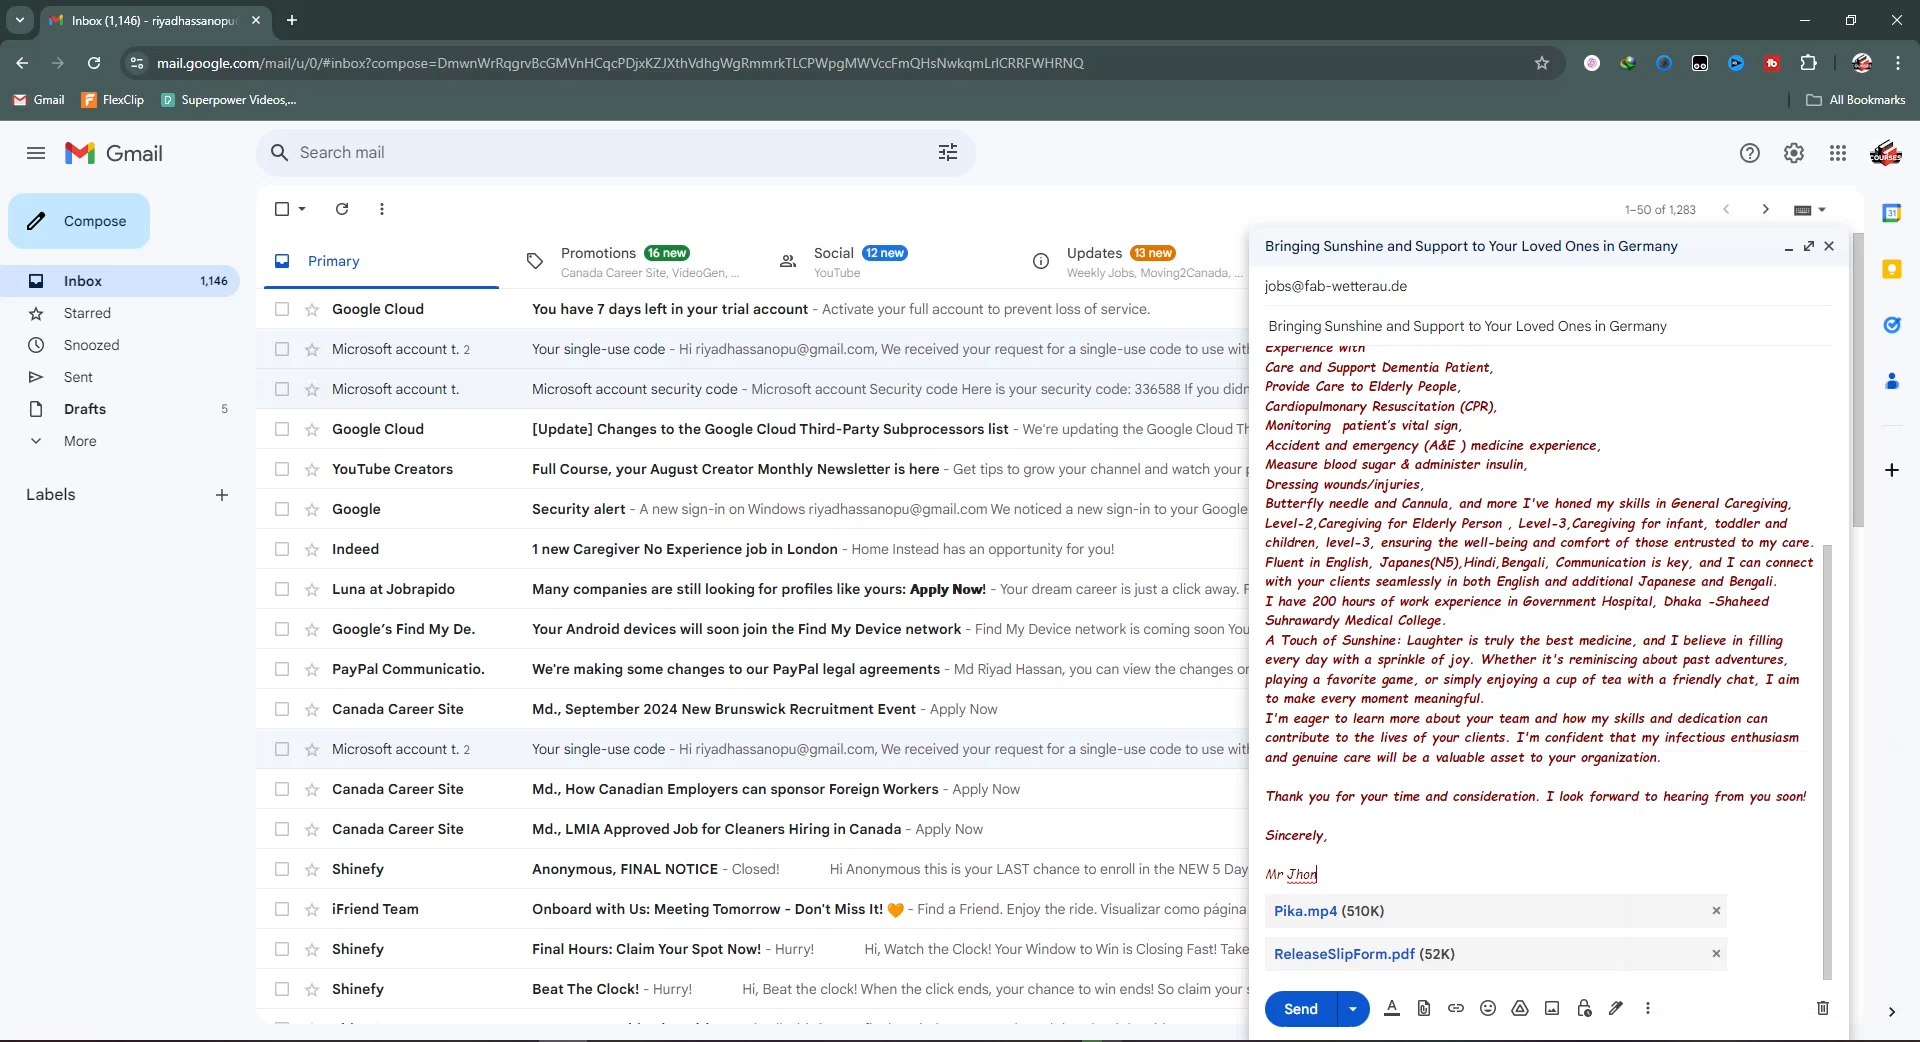 Inbox (1,146) - riyadhassanopu
mail.google.com/mail/u/0/#inbox?compose=DmwnWrRqgrvBcGMVnHCqcPDjxKZJXthVdhgWgRmmrkTLCPWpgMWVccFmQHsNwkqmLrlCRRFWHRNQ
Gmail FlexClip Superpower Videos,... All Bookmarks
Gmail
Search mail
Compose
Inbox 1,146
Starred
Snoozed
Sent
Drafts 5
More
Labels
1–50 of 1,283
Primary
Promotions 16 new
Canada Career Site, VideoGen, ...
Social 12 new
YouTube
Updates 13 new
Weekly Jobs, Moving2Canada, ...
Google Cloud You have 7 days left in your trial account - Activate your full account to prevent loss of service.
Microsoft account t. 2 Your single-use code - Hi riyadhassanopu@gmail.com, We received your request for a single-use code to use with
Microsoft account t. Microsoft account security code - Microsoft account Security code Here is your security code: 336588 If you didn
Google Cloud [Update] Changes to the Google Cloud Third-Party Subprocessors list - We're updating the Google Cloud Th
YouTube Creators Full Course, your August Creator Monthly Newsletter is here - Get tips to grow your channel and watch your
Google Security alert - A new sign-in on Windows riyadhassanopu@gmail.com We noticed a new sign-in to your Google
Indeed 1 new Caregiver No Experience job in London - Home Instead has an opportunity for you!
Luna at Jobrapido Many companies are still looking for profiles like yours: Apply Now! - Your dream career is just a click away. F
Google's Find My De. Your Android devices will soon join the Find My Device network - Find My Device network is coming soon You
PayPal Communicatio. We're making some changes to our PayPal legal agreements - Md Riyad Hassan, you can view the changes on
Canada Career Site Md., September 2024 New Brunswick Recruitment Event - Apply Now
Microsoft account t. 2 Your single-use code - Hi riyadhassanopu@gmail.com, We received your request for a single-use code to use with
Canada Career Site Md., How Canadian Employers can sponsor Foreign Workers - Apply Now
Canada Career Site Md., LMIA Approved Job for Cleaners Hiring in Canada - Apply Now
Shinefy Anonymous, FINAL NOTICE - Closed! Hi Anonymous this is your LAST chance to enroll in the NEW 5 Day
iFriend Team Onboard with Us: Meeting Tomorrow - Don't Miss It! 🧡 - Find a Friend. Enjoy the ride. Visualizar como página
Shinefy Final Hours: Claim Your Spot Now! - Hurry! Hi, Watch the Clock! Your Window to Win is Closing Fast! Take
Shinefy Beat The Clock! - Hurry! Hi, Beat the clock! When the click ends, your chance to win ends! So claim your s
Bringing Sunshine and Support to Your Loved Ones in Germany
jobs@fab-wetterau.de
Bringing Sunshine and Support to Your Loved Ones in Germany
Experience with
Care and Support Dementia Patient,
Provide Care to Elderly People,
Cardiopulmonary Resuscitation (CPR),
Monitoring patient's vital sign,
Accident and emergency (A&E ) medicine experience,
Measure blood sugar & administer insulin,
Dressing wounds/injuries,
Butterfly needle and Cannula, and more I've honed my skills in General Caregiving,
Level-2,Caregiving for Elderly Person , Level-3,Caregiving for infant, toddler and
children, level-3, ensuring the well-being and comfort of those entrusted to my care.
Fluent in English, Japanes(N5),Hindi,Bengali, Communication is key, and I can connect
with your clients seamlessly in both English and additional Japanese and Bengali.
I have 200 hours of work experience in Government Hospital, Dhaka -Shaheed
Suhrawardy Medical College.
A Touch of Sunshine: Laughter is truly the best medicine, and I believe in filling
every day with a sprinkle of joy. Whether it's reminiscing about past adventures,
playing a favorite game, or simply enjoying a cup of tea with a friendly chat, I aim
to make every moment meaningful.
I'm eager to learn more about your team and how my skills and dedication can
contribute to the lives of your clients. I'm confident that my infectious enthusiasm
and genuine care will be a valuable asset to your organization.
Thank you for your time and consideration. I look forward to hearing from you soon!
Sincerely,
Mr Jhon
Pika.mp4 (510K)
ReleaseSlipForm.pdf (52K)
Send